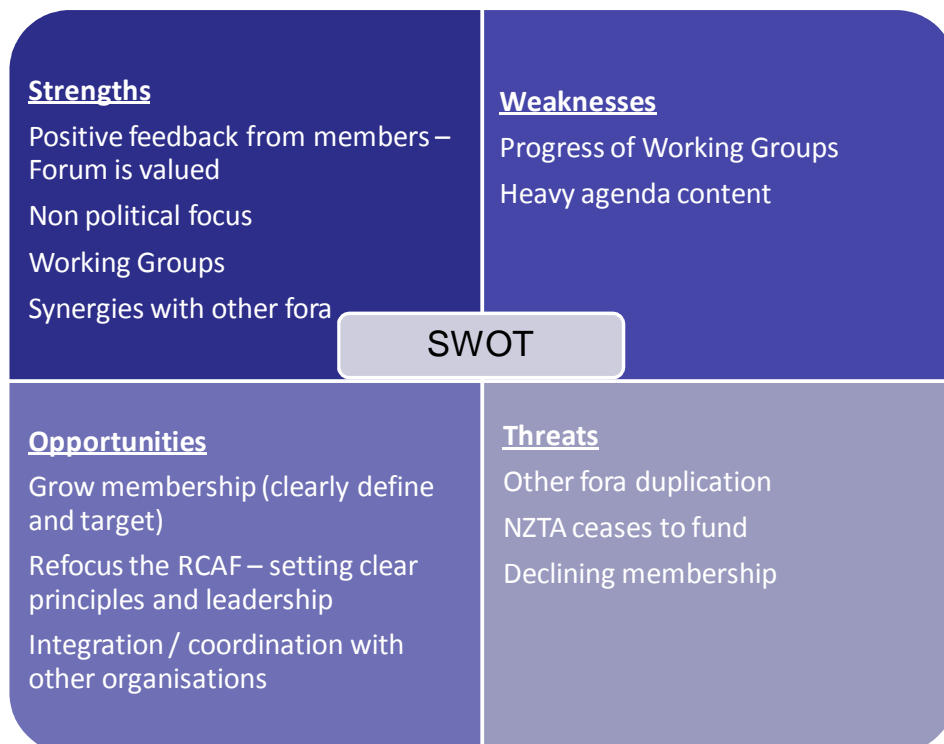 Strengths
Positive feedback from members –
Forum is valued
Non political focus
Working Groups
Synergies with other fora
Weaknesses
Progress of Working Groups
Heavy agenda content
SWOT
Opportunities
Grow membership (clearly define
and target)
Refocus the RCAF – setting clear
principles and leadership
Integration / coordination with
other organisations
Threats
Other fora duplication
NZTA ceases to fund
Declining membership